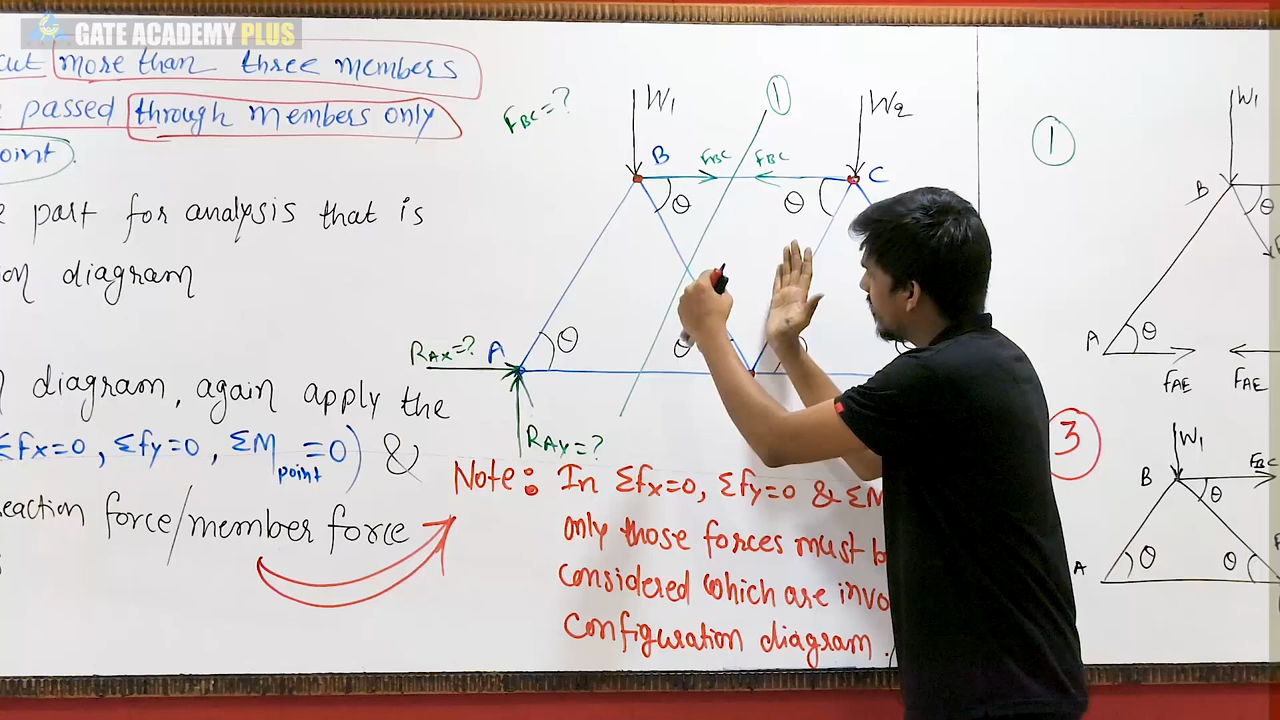 GATE ACADEMY PLUS
cut more than three members
passed through members only
oint.
part for analysis that is
on diagram
diagram, again apply the
Σfx=0, Σfy=0, ΣM point =0) &
reaction force/member force
FBC=?
W1
1
W2
B
FBC
FBC
C
θ
θ
RAX=?
A
θ
θ
RAY=?
Note: In Σfx=0, Σfy=0 & ΣM
only those forces must b
considered which are invo
Configuration diagram.
1
W1
B
θ
A
θ
FAE
FAE
3
W1
B
FBC
θ
A
θ
θ